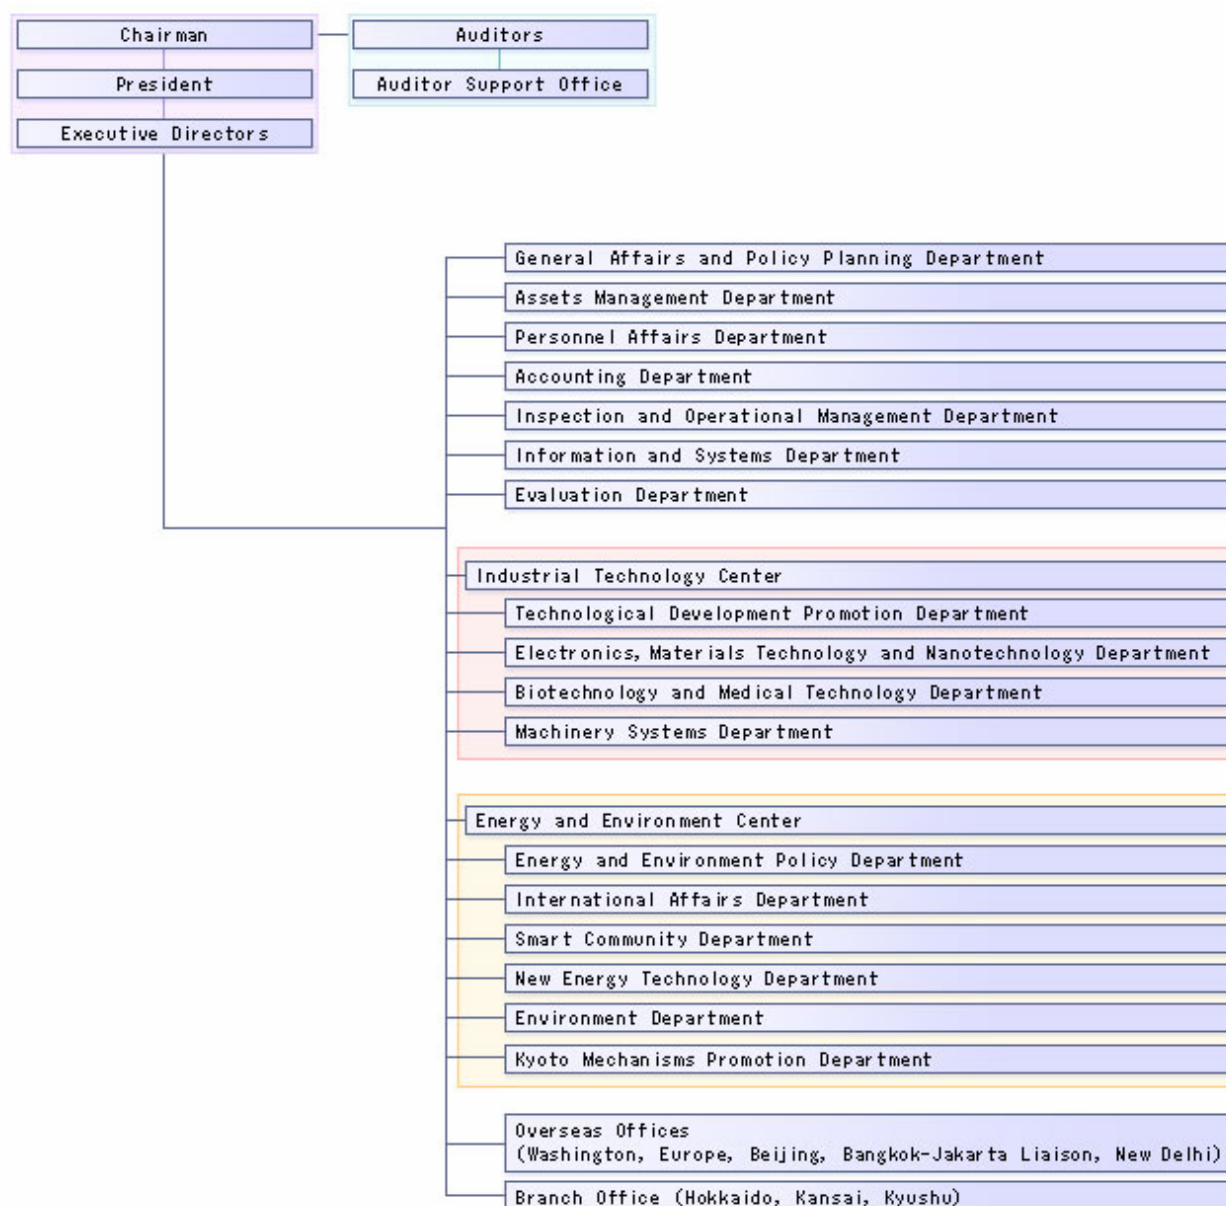 Chairman
Auditors
President
Auditor Support Office
Executive Directors
General Affairs and Policy Planning Department
Assets Management Department
Personnel Affairs Department
Accounting Department
Inspection and Operational Management Department
Information and Systems Department
Evaluation Department
Industrial Technology Center
Technological Development Promotion Department
Electronics, Materials Technology and Nanotechnology Department
Biotechnology and Medical Technology Department
Machinery Systems Department
Energy and Environment Center
Energy and Environment Policy Department
International Affairs Department
Smart Community Department
New Energy Technology Department
Environment Department
Kyoto Mechanisms Promotion Department
Overseas Offices
(Washington, Europe, Beijing, Bangkok-Jakarta Liaison, New Delhi)
Branch Office (Hokkaido, Kansai, Kyushu)